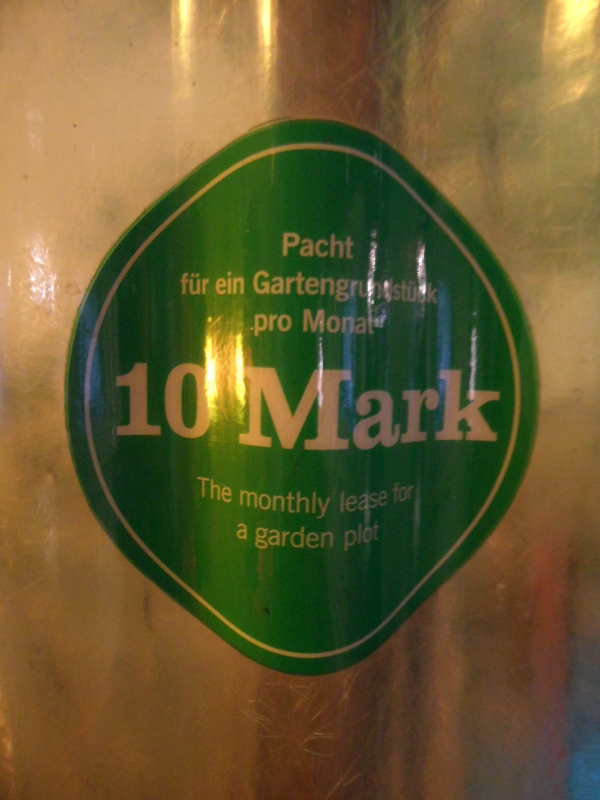 Pacht
für ein Gartengrundstück
pro Monat
10 Mark
The monthly lease for
a garden plot